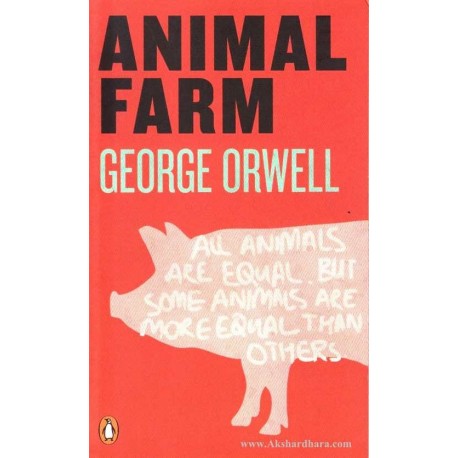 ANIMAL
FARM
GEORGE ORWELL
ALL ANIMALS
ARE EQUAL. BUT
SOME ANIMALS ARE
MORE EQUAL THAN
OTHERS
www.Akshardhara.com